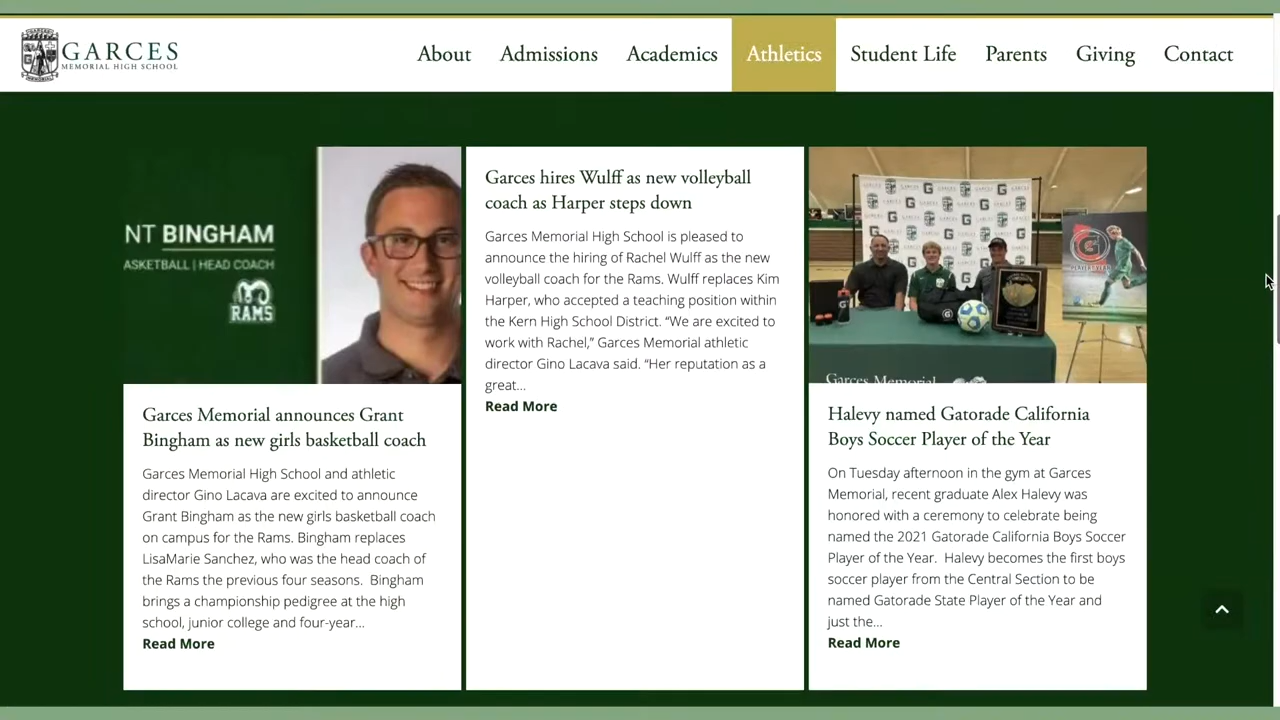 GARCES
MEMORIAL HIGH SCHOOL
About
Admissions
Academics
Athletics
Student Life
Parents
Giving
Contact
NT BINGHAM
ASKETBALL | HEAD COACH
RAMS
Garces Memorial announces Grant
Bingham as new girls basketball coach
Garces Memorial High School and athletic
director Gino Lacava are excited to announce
Grant Bingham as the new girls basketball coach
on campus for the Rams. Bingham replaces
LisaMarie Sanchez, who was the head coach of
the Rams the previous four seasons.  Bingham
brings a championship pedigree at the high
school, junior college and four-year...
Read More
Garces hires Wulff as new volleyball
coach as Harper steps down
Garces Memorial High School is pleased to
announce the hiring of Rachel Wulff as the new
volleyball coach for the Rams. Wulff replaces Kim
Harper, who accepted a teaching position within
the Kern High School District. “We are excited to
work with Rachel,” Garces Memorial athletic
director Gino Lacava said. “Her reputation as a
great...
Read More
Garces Memorial
Halevy named Gatorade California
Boys Soccer Player of the Year
On Tuesday afternoon in the gym at Garces
Memorial, recent graduate Alex Halevy was
honored with a ceremony to celebrate being
named the 2021 Gatorade California Boys Soccer
Player of the Year.  Halevy becomes the first boys
soccer player from the Central Section to be
named Gatorade State Player of the Year and
just the...
Read More